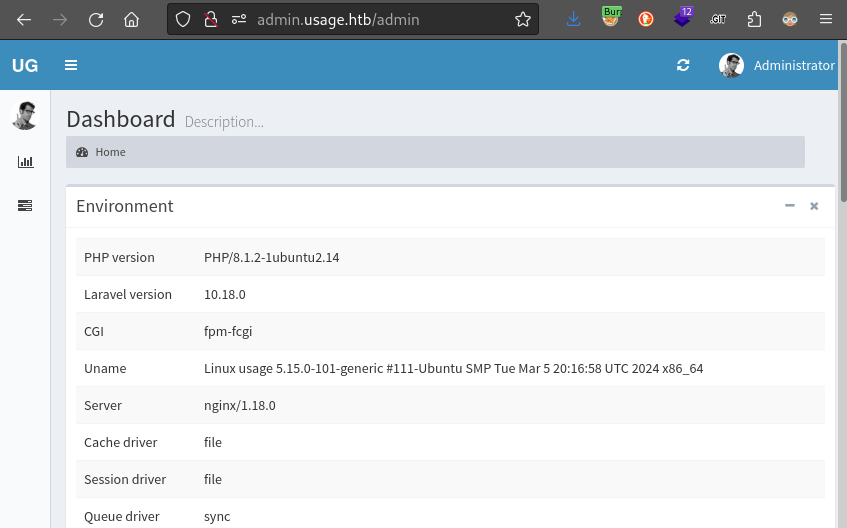 admin.usage.htb/admin
Burp
12
.GIT
UG
Administrator
Dashboard Description...
Home
Environment
PHP version PHP/8.1.2-1ubuntu2.14
Laravel version 10.18.0
CGI fpm-fcgi
Uname Linux usage 5.15.0-101-generic #111-Ubuntu SMP Tue Mar 5 20:16:58 UTC 2024 x86_64
Server nginx/1.18.0
Cache driver file
Session driver file
Queue driver sync